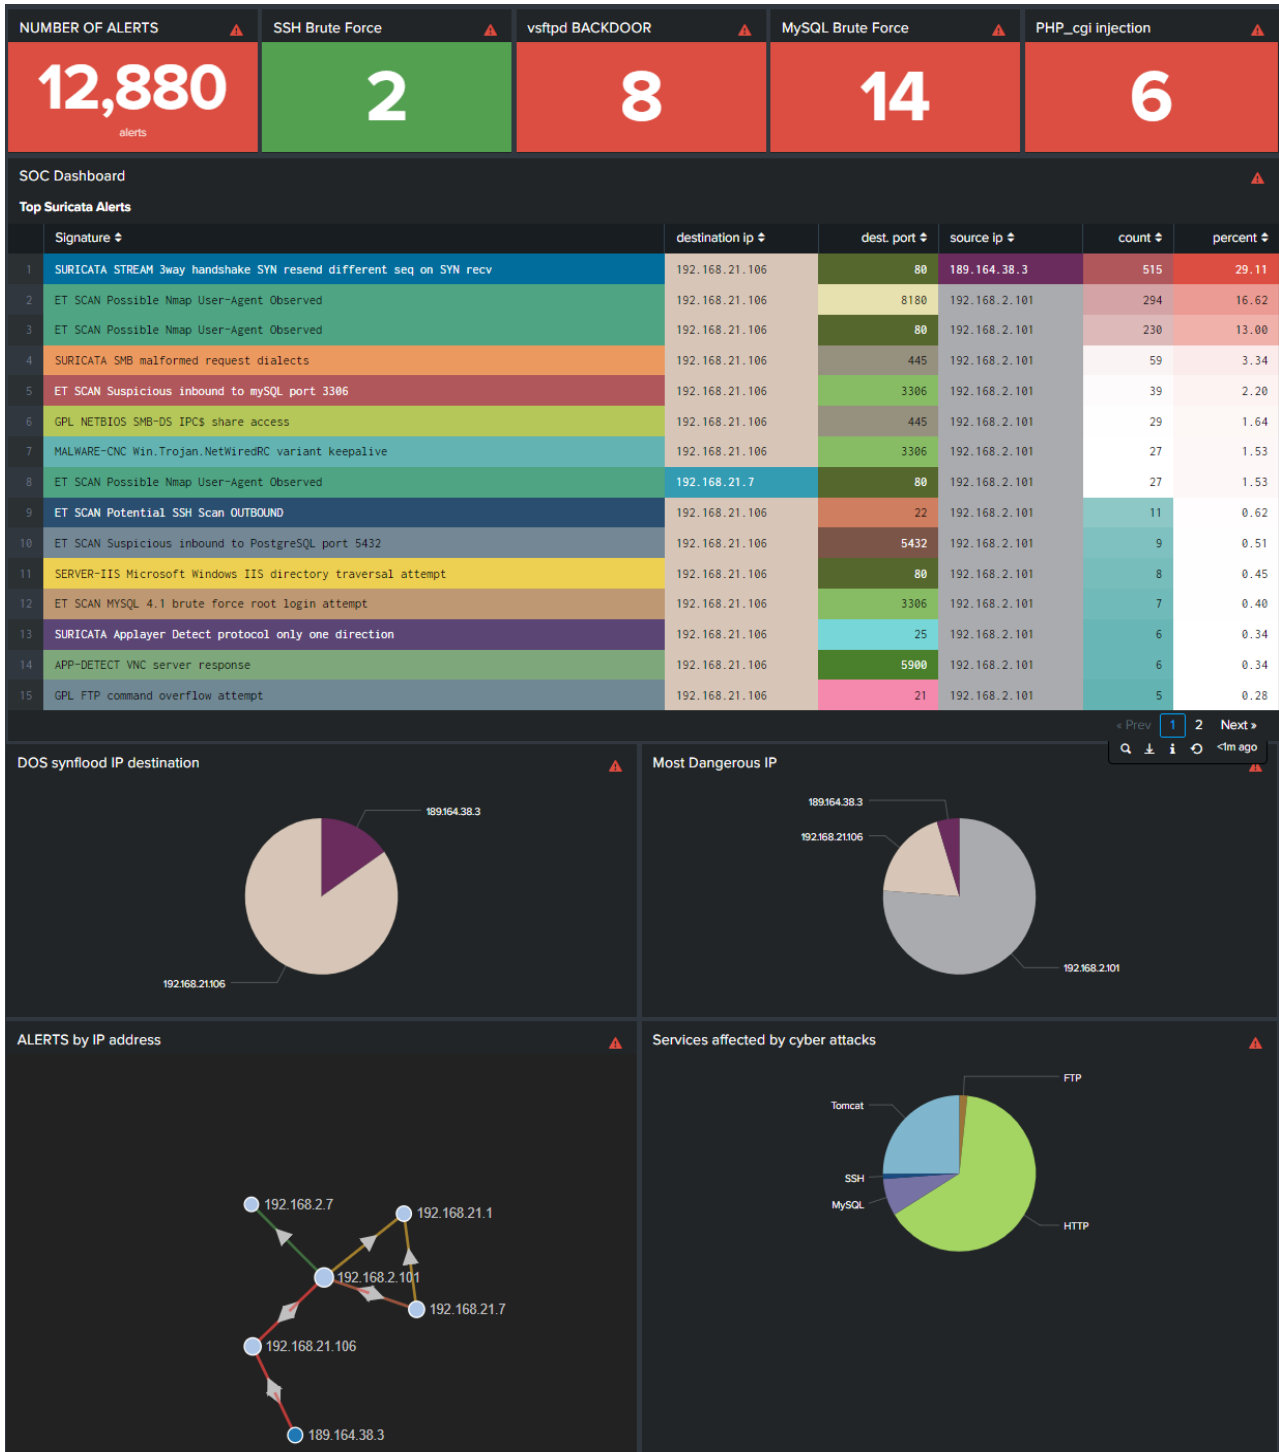 NUMBER OF ALERTS
SSH Brute Force
vsftpd BACKDOOR
MySQL Brute Force
PHP_cgi injection
12,880
alerts
2
8
14
6
SOC Dashboard
Top Suricata Alerts
Signature destination ip dest. port source ip count percent
1 SURICATA STREAM 3way handshake SYN resend different seq on SYN recv 192.168.21.106 80 189.164.38.3 515 29.11
2 ET SCAN Possible Nmap User-Agent Observed 192.168.21.106 8180 192.168.2.101 294 16.62
3 ET SCAN Possible Nmap User-Agent Observed 192.168.21.106 80 192.168.2.101 230 13.00
4 SURICATA SMB malformed request dialects 192.168.21.106 445 192.168.2.101 59 3.34
5 ET SCAN Suspicious inbound to mySQL port 3306 192.168.21.106 3306 192.168.2.101 39 2.20
6 GPL NETBIOS SMB-DS IPC$ share access 192.168.21.106 445 192.168.2.101 29 1.64
7 MALWARE-CNC Win.Trojan.NetWiredRC variant keepalive 192.168.21.106 3306 192.168.2.101 27 1.53
8 ET SCAN Possible Nmap User-Agent Observed 192.168.21.7 80 192.168.2.101 27 1.53
9 ET SCAN Potential SSH Scan OUTBOUND 192.168.21.106 22 192.168.2.101 11 0.62
10 ET SCAN Suspicious inbound to PostgreSQL port 5432 192.168.21.106 5432 192.168.2.101 9 0.51
11 SERVER-IIS Microsoft Windows IIS directory traversal attempt 192.168.21.106 80 192.168.2.101 8 0.45
12 ET SCAN MYSQL 4.1 brute force root login attempt 192.168.21.106 3306 192.168.2.101 7 0.40
13 SURICATA Applayer Detect protocol only one direction 192.168.21.106 25 192.168.2.101 6 0.34
14 APP-DETECT VNC server response 192.168.21.106 5900 192.168.2.101 6 0.34
15 GPL FTP command overflow attempt 192.168.21.106 21 192.168.2.101 5 0.28
« Prev 1 2 Next »
<1m ago
DOS synflood IP destination
189.164.38.3
192.168.21.106
Most Dangerous IP
189.164.38.3
192.168.21.106
192.168.2.101
ALERTS by IP address
192.168.2.7
192.168.21.1
192.168.2.101
192.168.21.7
192.168.21.106
189.164.38.3
Services affected by cyber attacks
FTP
Tomcat
SSH
MySQL
HTTP